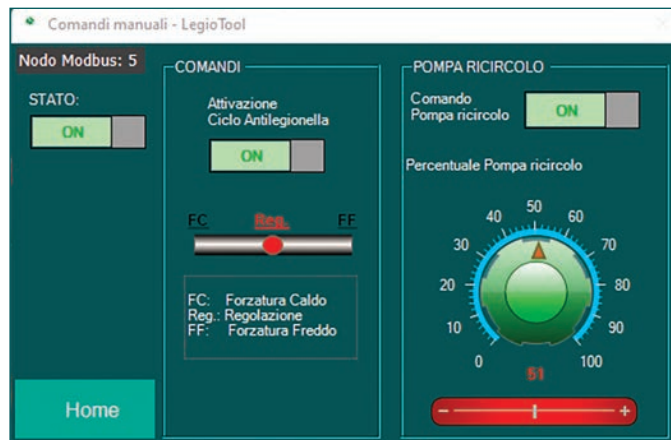 Comandi manuali - LegioTool
Nodo Modbus: 5
STATO:
ON
COMANDI
Attivazione
Ciclo Antilegionella
ON
FC Reg. FF
FC: Forzatura Caldo
Reg.: Regolazione
FF: Forzatura Freddo
POMPA RICIRCOLO
Comando
Pompa ricircolo
ON
Percentuale Pompa ricircolo
0 10 20 30 40 50 60 70 80 90 100
51
- +
Home